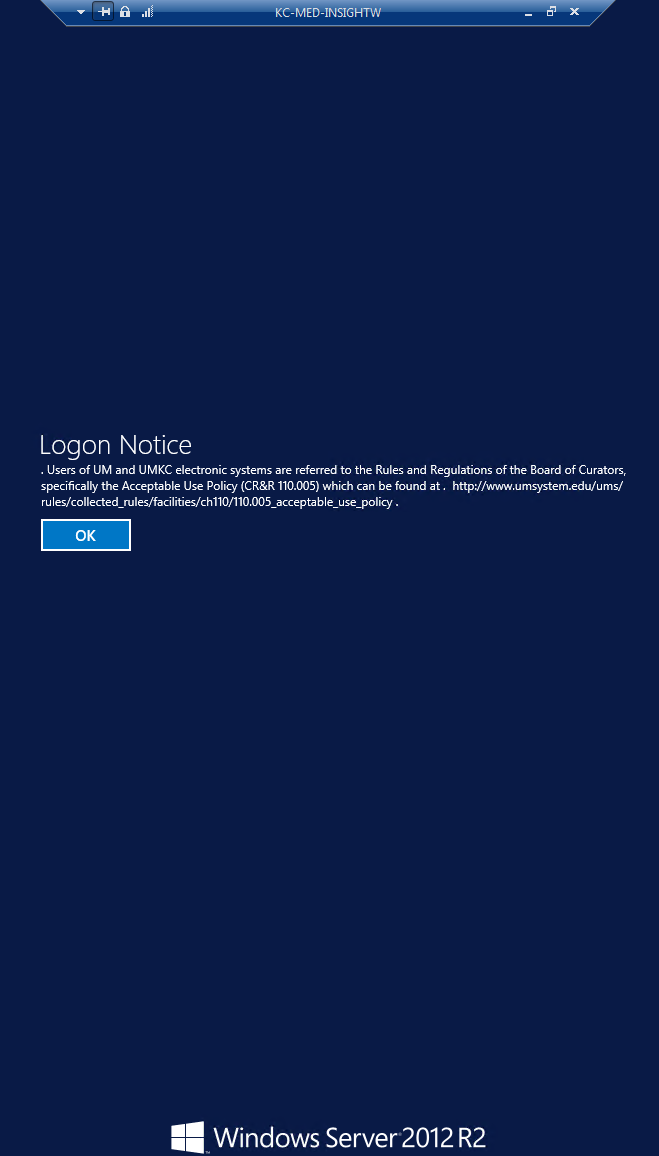 KC-MED-INSIGHTW
Logon Notice
. Users of UM and UMKC electronic systems are referred to the Rules and Regulations of the Board of Curators,
specifically the Acceptable Use Policy (CR&R 110.005) which can be found at .  http://www.umsystem.edu/ums/
rules/collected_rules/facilities/ch110/110.005_acceptable_use_policy .
OK
Windows Server 2012 R2